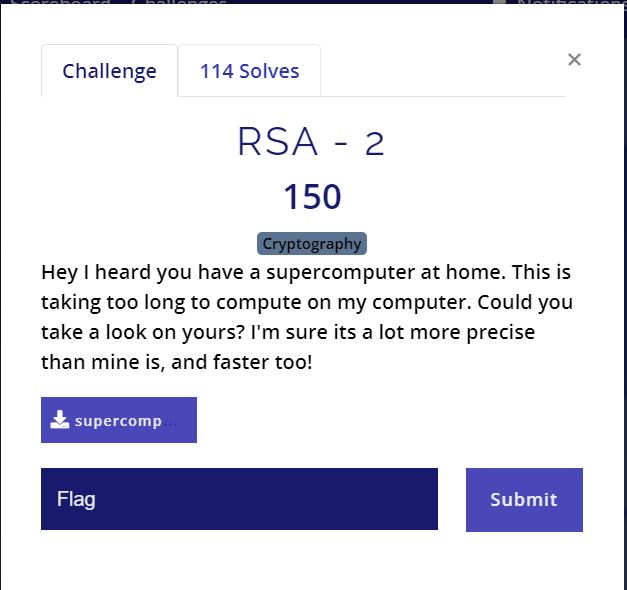 Scoreboard Challenges
Notifications
Challenge
114 Solves
×
RSA - 2
150
Cryptography
Hey I heard you have a supercomputer at home. This is
taking too long to compute on my computer. Could you
take a look on yours? I'm sure its a lot more precise
than mine is, and faster too!
supercomp...
Flag
Submit